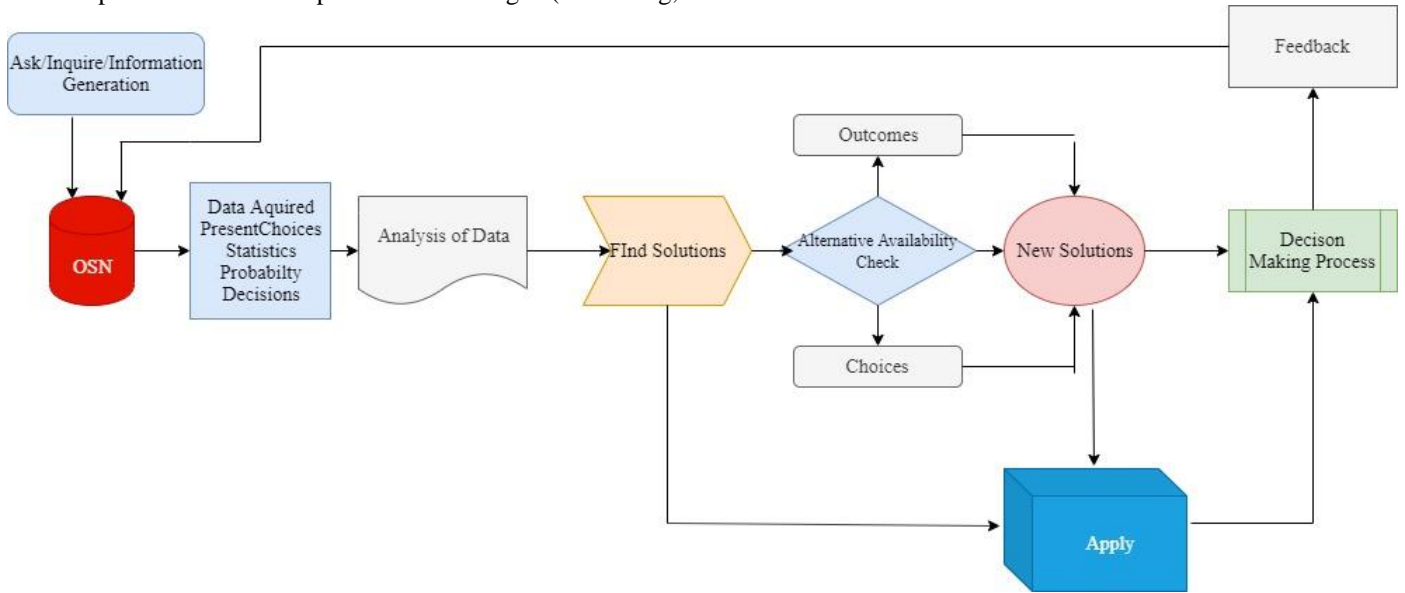 Ask/Inquire/Information
Generation
Feedback
Outcomes
OSN
Data Aquired
PresentChoices
Statistics
Probabilty
Decisions
Analysis of Data
FInd Solutions
Alternative Availability
Check
New Solutions
Decison
Making Process
Choices
Apply